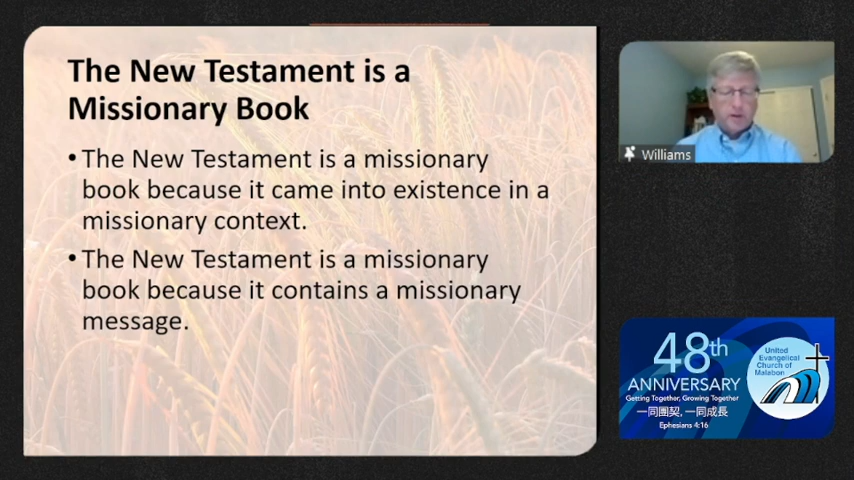 The New Testament is a
Missionary Book
• The New Testament is a missionary
book because it came into existence in a
missionary context.
• The New Testament is a missionary
book because it contains a missionary
message.
Williams
48th
ANNIVERSARY
Getting Together, Growing Together
一同團契, 一同成長
Ephesians 4:16
United
Evangelical
Church of
Malabon